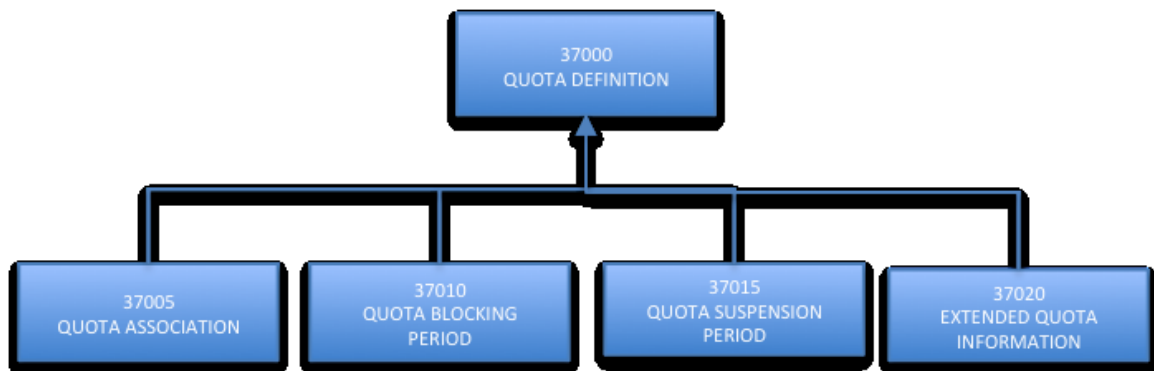 37000
QUOTA DEFINITION
37005
QUOTA ASSOCIATION
37010
QUOTA BLOCKING
PERIOD
37015
QUOTA SUSPENSION
PERIOD
37020
EXTENDED QUOTA
INFORMATION